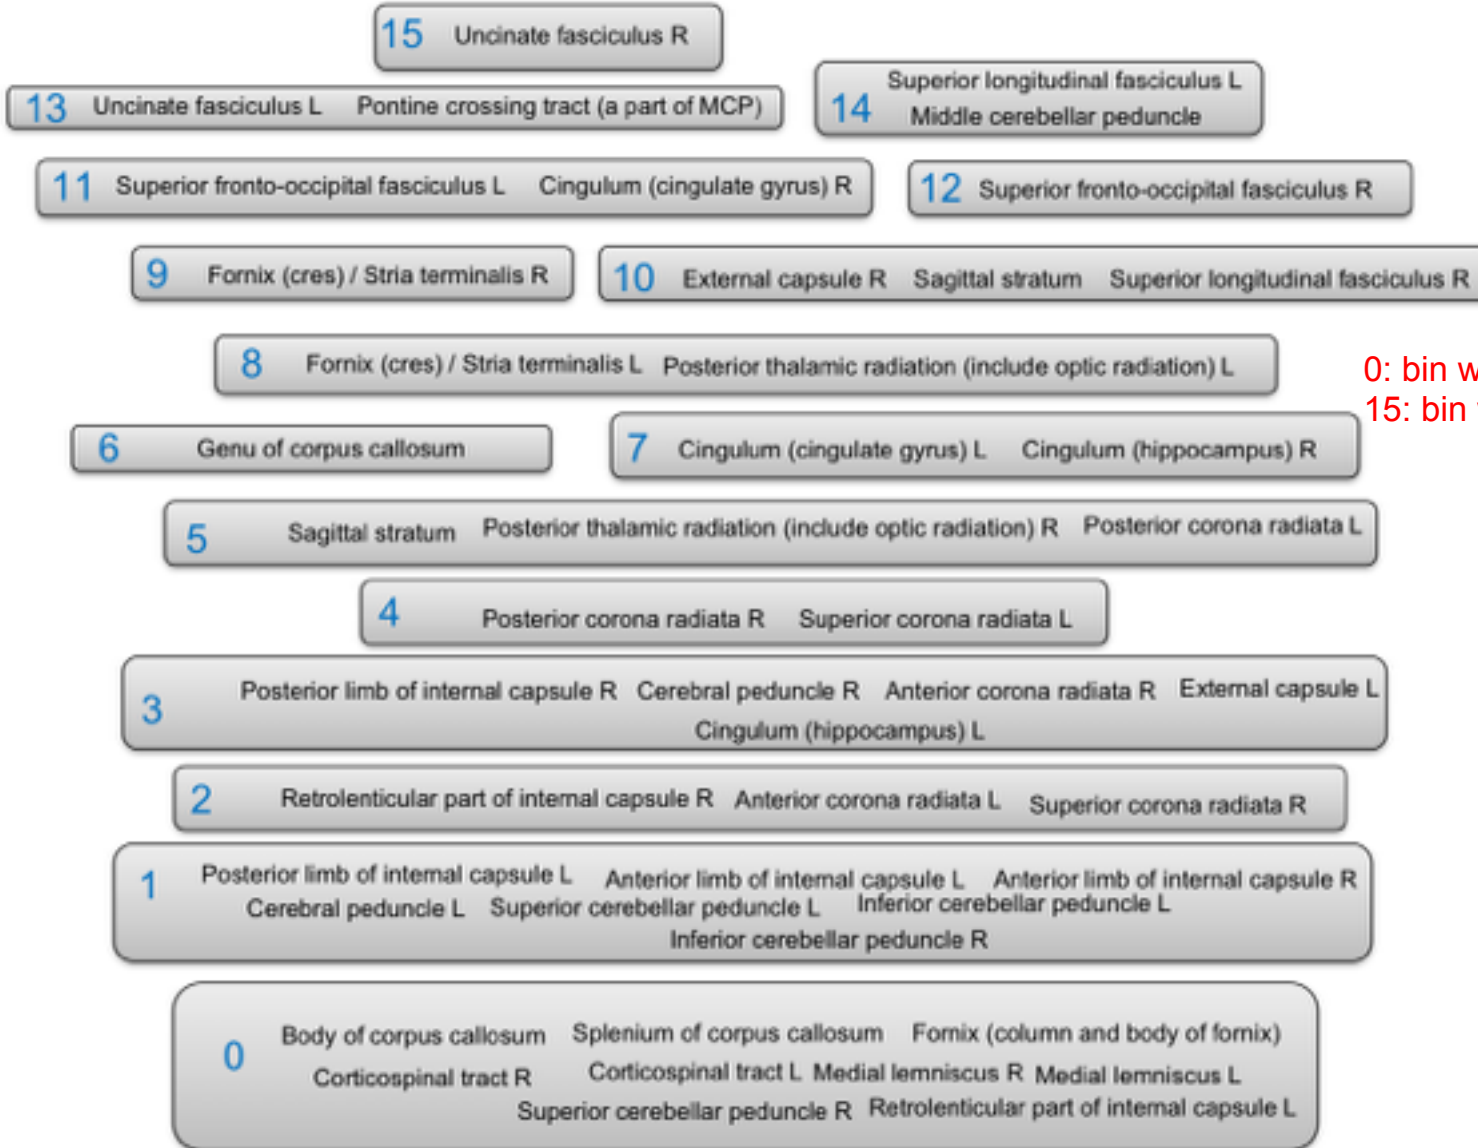 15 Uncinate fasciculus R
13 Uncinate fasciculus L Pontine crossing tract (a part of MCP)
14 Superior longitudinal fasciculus L
Middle cerebellar peduncle
11 Superior fronto-occipital fasciculus L Cingulum (cingulate gyrus) R
12 Superior fronto-occipital fasciculus R
9 Fornix (cres) / Stria terminalis R
10 External capsule R Sagittal stratum Superior longitudinal fasciculus R
8 Fornix (cres) / Stria terminalis L Posterior thalamic radiation (include optic radiation) L
0: bin w
15: bin
6 Genu of corpus callosum
7 Cingulum (cingulate gyrus) L Cingulum (hippocampus) R
5 Sagittal stratum Posterior thalamic radiation (include optic radiation) R Posterior corona radiata L
4 Posterior corona radiata R Superior corona radiata L
3 Posterior limb of internal capsule R Cerebral peduncle R Anterior corona radiata R External capsule L
Cingulum (hippocampus) L
2 Retrolenticular part of internal capsule R Anterior corona radiata L Superior corona radiata R
1 Posterior limb of internal capsule L Anterior limb of internal capsule L Anterior limb of internal capsule R
Cerebral peduncle L Superior cerebellar peduncle L Inferior cerebellar peduncle L
Inferior cerebellar peduncle R
0 Body of corpus callosum Splenium of corpus callosum Fornix (column and body of fornix)
Corticospinal tract R Corticospinal tract L Medial lemniscus R Medial lemniscus L
Superior cerebellar peduncle R Retrolenticular part of internal capsule L